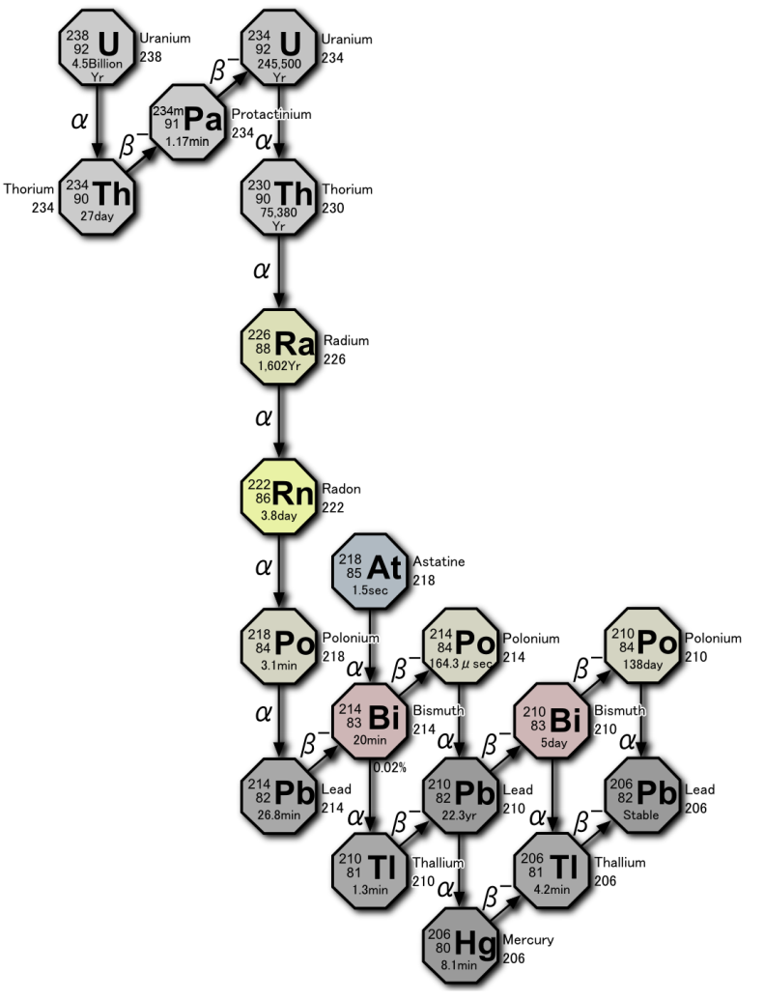 238
92 U
4.5Billion
Yr
Uranium
238
234
92 U
245,500
Yr
Uranium
234
β⁻
234m
91 Pa
1.17min
Protactinium
234
α
β⁻
α
Thorium
234
234
90 Th
27day
230
90 Th
75,380
Yr
Thorium
230
α
226
88 Ra
1,602Yr
Radium
226
α
222
86 Rn
3.8day
Radon
222
α
218
85 At
1.5sec
Astatine
218
218
84 Po
3.1min
Polonium
218
α
214
84 Po
164.3 μ sec
Polonium
214
β⁻
210
84 Po
138day
Polonium
210
β⁻
α
214
83 Bi
20min
Bismuth
214
0.02%
β⁻
α
210
83 Bi
5day
Bismuth
210
β⁻
α
214
82 Pb
26.8min
Lead
214
α
β⁻
210
82 Pb
22.3yr
Lead
210
α
β⁻
206
82 Pb
Stable
Lead
206
210
81 Tl
1.3min
Thallium
210
α
β⁻
206
81 Tl
4.2min
Thallium
206
206
80 Hg
8.1min
Mercury
206